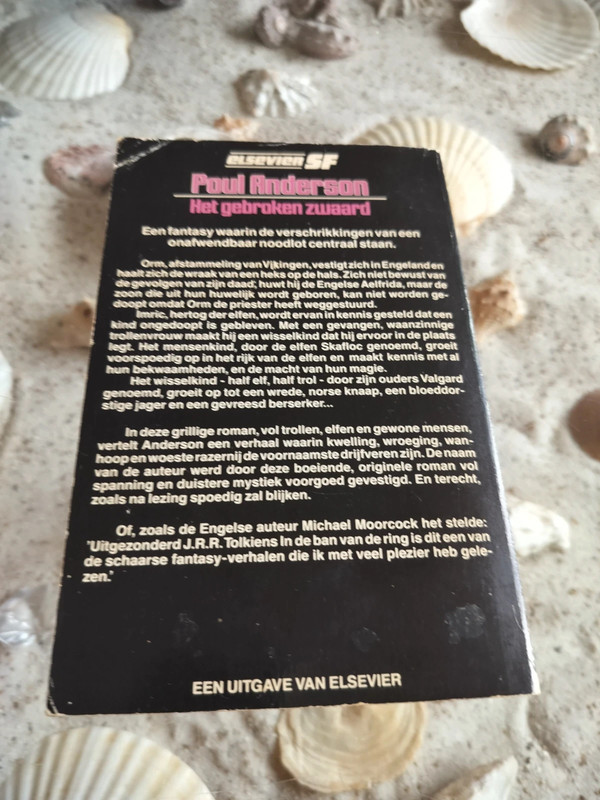 ELSEVIER SF
Poul Anderson
Het gebroken zwaard
Een fantasy waarin de verschrikkingen van een
onafwendbaar noodlot centraal staan.
Orm, afstammeling van Vikingen, vestigt zich in Engeland en
haalt zich de wraak van een heks op de hals. Zich niet bewust van
de gevolgen van zijn daad, huwt hij de Engelse Aelfrida, maar de
zoon die uit hun huwelijk wordt geboren, kan niet worden ge-
doopt omdat Orm de priester heeft weggestuurd.
Imric, hertog der elfen, wordt ervan in kennis gesteld dat een
kind ongedoopt is gebleven. Met een gevangen, waanzinnige
trollenvrouw maakt hij een wisselkind dat hij ervoor in de plaats
legt. Het mensenkind, door de elfen Skafloc genoemd, groeit
voorspoedig op in het rijk van de elfen en maakt kennis met al
hun bekwaamheden, en de macht van hun magie.
Het wisselkind - half elf, half trol - door zijn ouders Valgard
genoemd, groeit op tot een wrede, norse knaap, een bloeddor-
stige jager en een gevreesd berserker...
In deze grillige roman, vol trollen, elfen en gewone mensen,
vertelt Anderson een verhaal waarin kwelling, wroeging, wan-
hoop en woeste razernij de voornaamste drijfveren zijn. De naam
van de auteur werd door deze boeiende, originele roman vol
spanning en duistere mystiek voorgoed gevestigd. En terecht,
zoals na lezing spoedig zal blijken.
Of, zoals de Engelse auteur Michael Moorcock het stelde:
'Uitgezonderd J.R.R. Tolkiens In de ban van de ring is dit een van
de schaarse fantasy-verhalen die ik met veel plezier heb gele-
zen.'
EEN UITGAVE VAN ELSEVIER